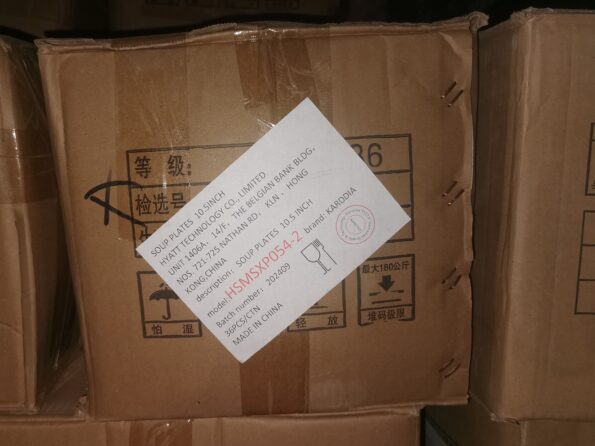 等级:
36
检选号
SOUP PLATES 10.5INCH
HYATT TECHNOLOGY CO., LIMITED
UNIT 1406A, 14/F, THE BELGIAN BANK BLDG,
NOS. 721-725 NATHAN RD, KLN, HONG
KONG,CHINA
description: SOUP PLATES 10.5 INCH
model:HSMSXP054-2 brand: KARDDIA
Batch number: 202409
36PCS/CTN
MADE IN CHINA
怕湿
轻放
最大180公斤
堆码极限